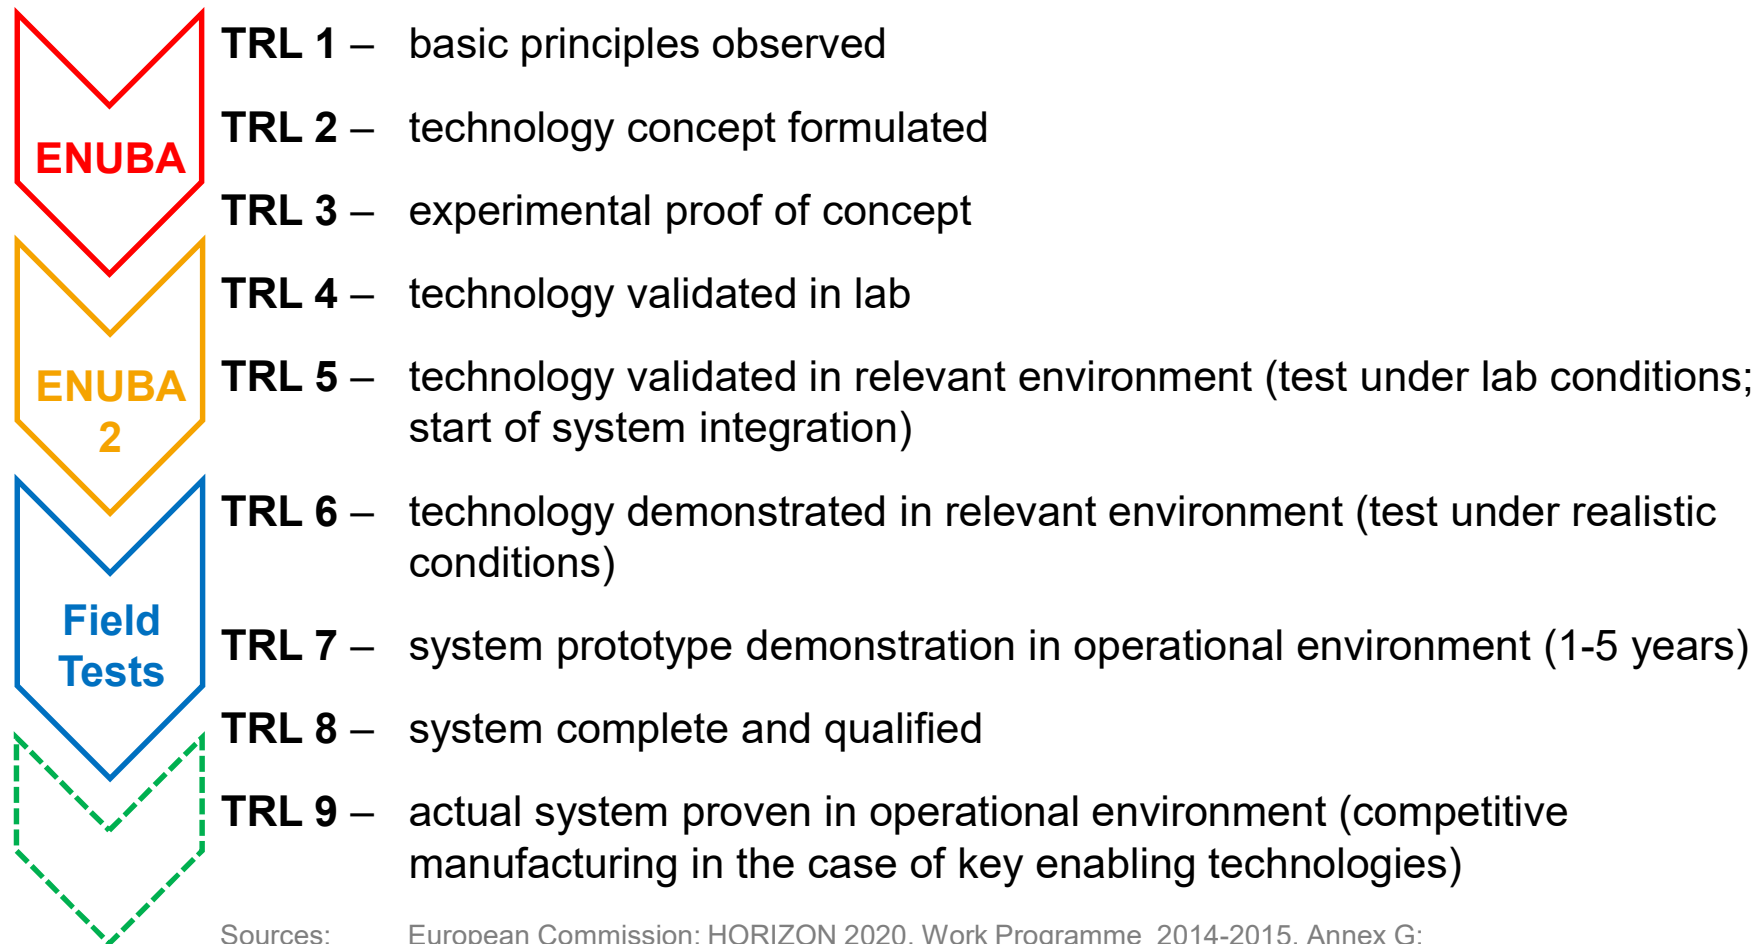 TRL 1 – basic principles observed
TRL 2 – technology concept formulated
ENUBA
TRL 3 – experimental proof of concept
TRL 4 – technology validated in lab
TRL 5 – technology validated in relevant environment (test under lab conditions;
start of system integration)
ENUBA
2
TRL 6 – technology demonstrated in relevant environment (test under realistic
conditions)
Field
Tests
TRL 7 – system prototype demonstration in operational environment (1-5 years)
TRL 8 – system complete and qualified
TRL 9 – actual system proven in operational environment (competitive
manufacturing in the case of key enabling technologies)
Sources: European Commission: HORIZON 2020, Work Programme 2014-2015, Annex G;